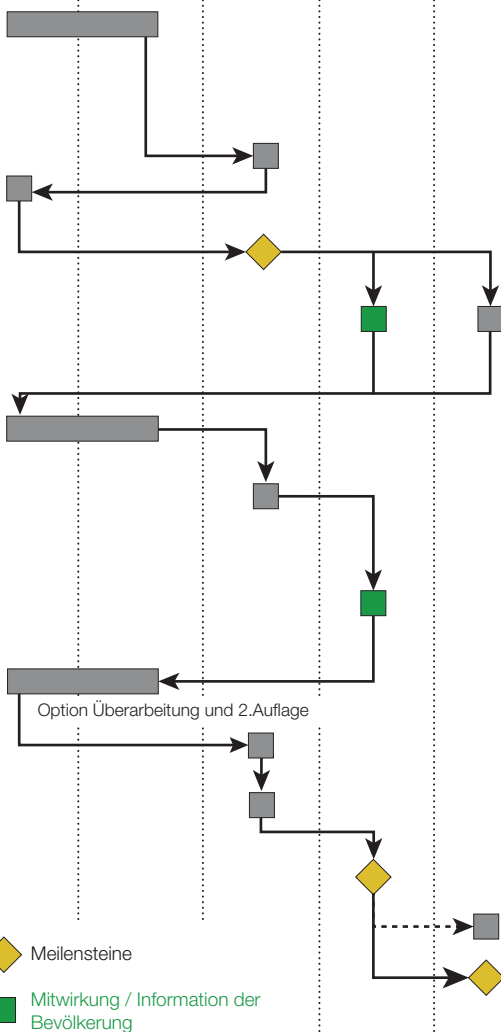 Option Überarbeitung und 2.Auflage
Meilensteine
Mitwirkung / Information der
Bevölkerung